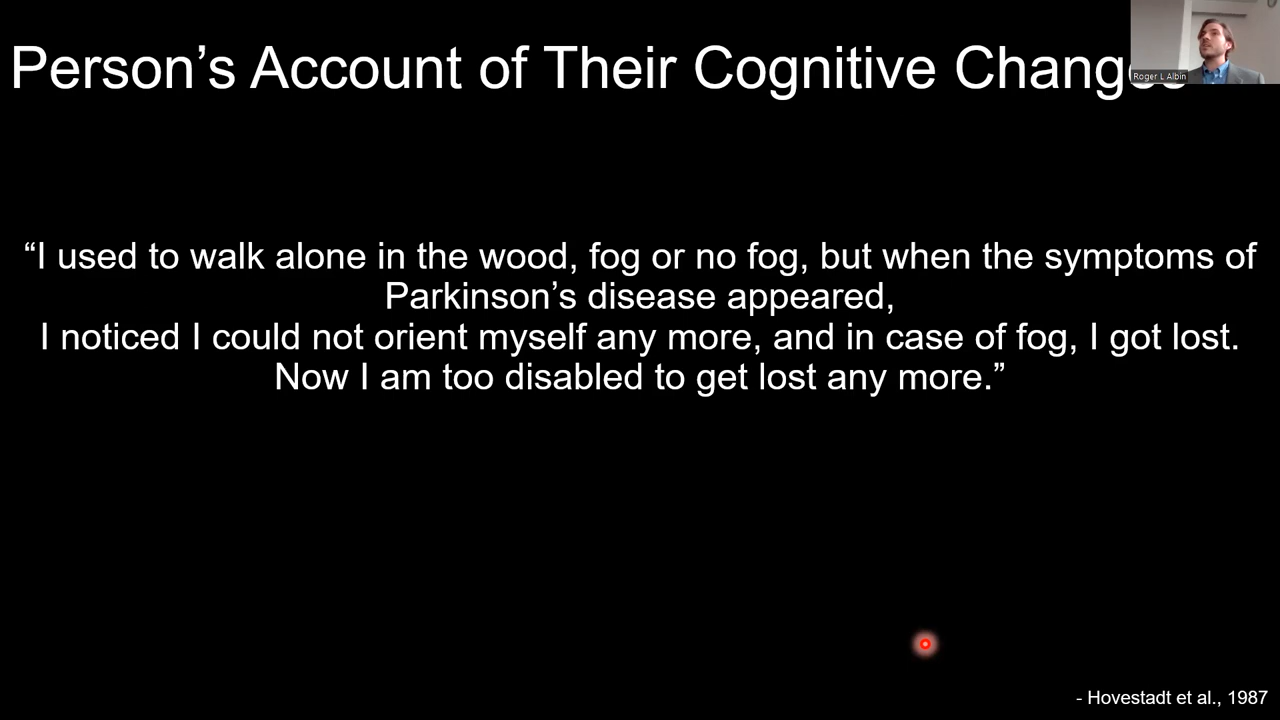 Person’s Account of Their Cognitive Changes
Roger L Albin
“I used to walk alone in the wood, fog or no fog, but when the symptoms of
Parkinson’s disease appeared,
I noticed I could not orient myself any more, and in case of fog, I got lost.
Now I am too disabled to get lost any more.”
- Hovestadt et al., 1987